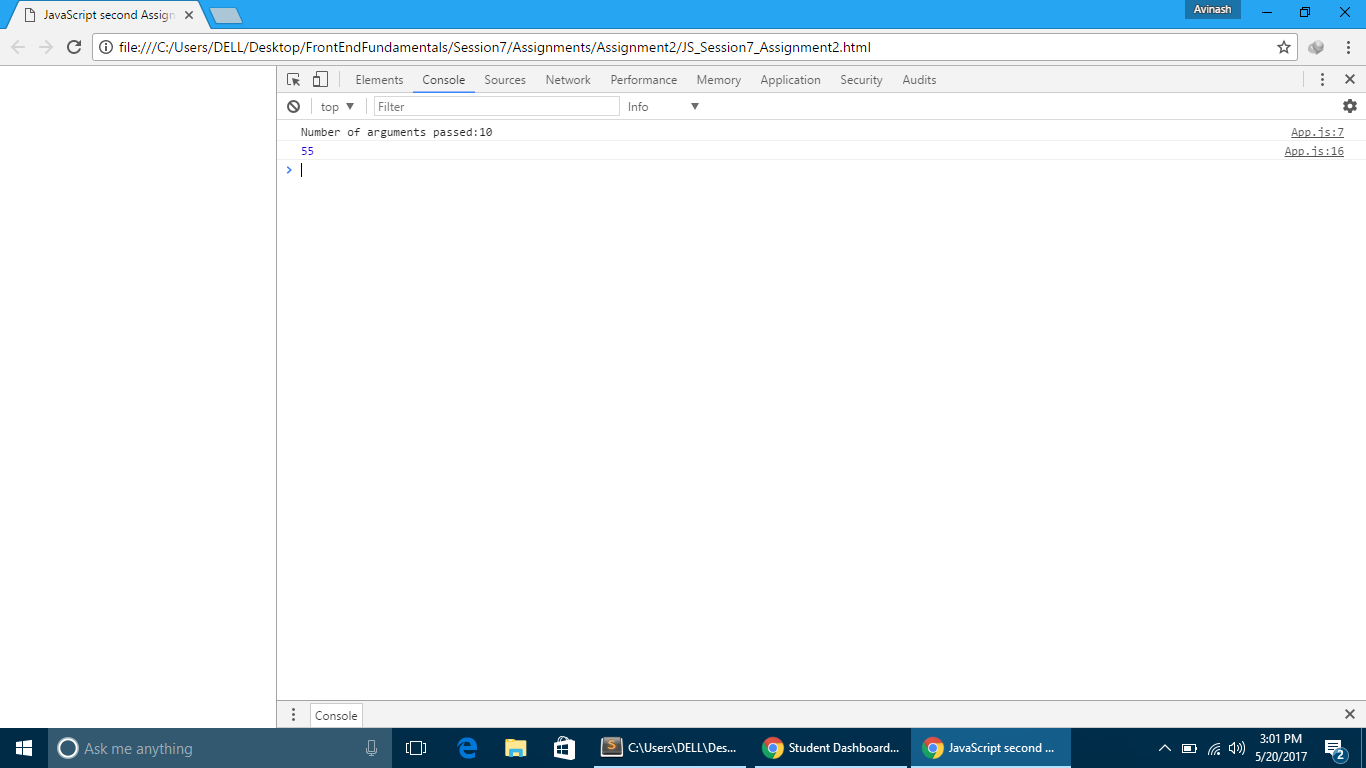 JavaScript second Assign
Avinash
file:///C:/Users/DELL/Desktop/FrontEndFundamentals/Session7/Assignments/Assignment2/JS_Session7_Assignment2.html
Elements Console Sources Network Performance Memory Application Security Audits
top ▼ Filter Info ▼
Number of arguments passed:10 App.js:7
55 App.js:16
>
Console
Ask me anything
C:\Users\DELL\Des...
Student Dashboard...
JavaScript second ...
3:01 PM
5/20/2017
2